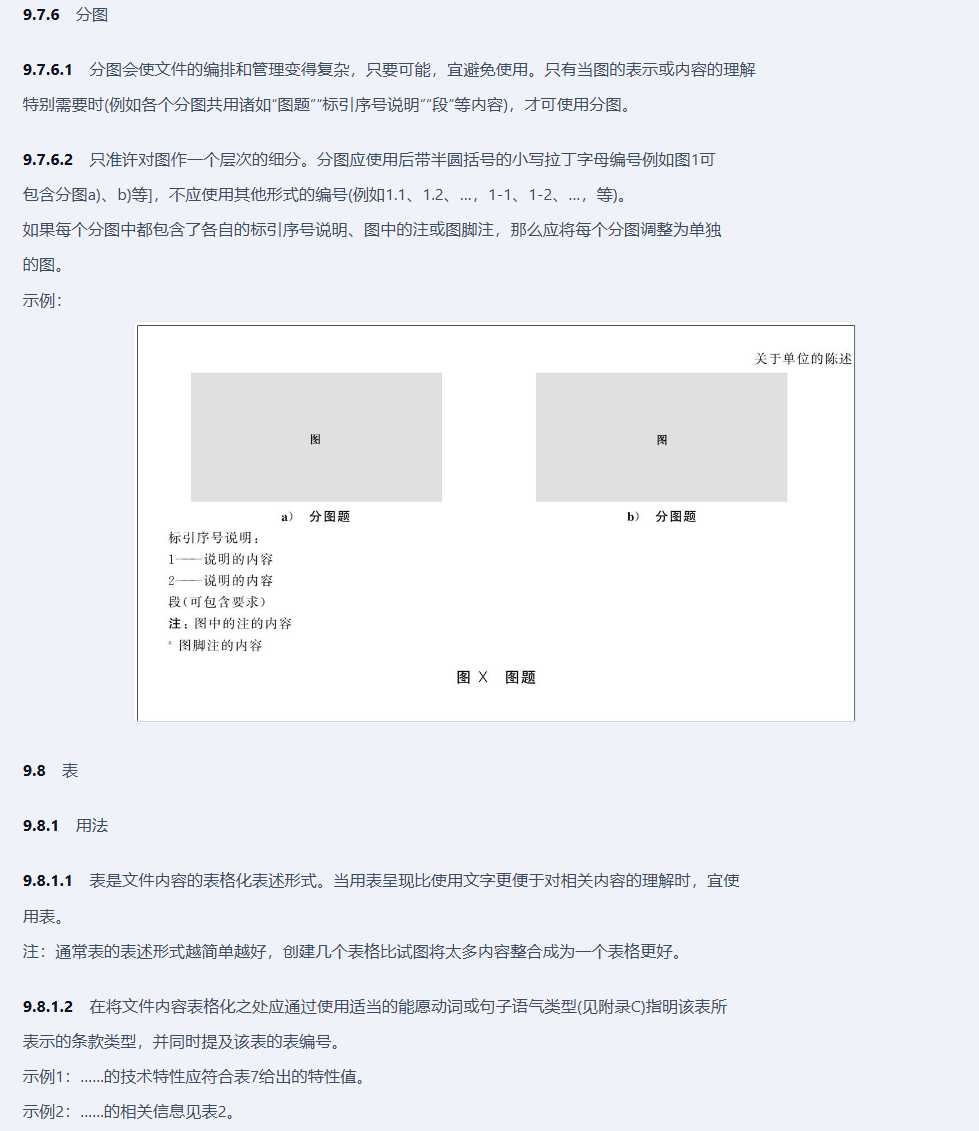 9.7.6 分图
9.7.6.1 分图会使文件的编排和管理变得复杂，只要可能，宜避免使用。只有当图的表示或内容的理解
特别需要时(例如各个分图共用诸如“图题”“标引序号说明”“段”等内容)，才可使用分图。
9.7.6.2 只准许对图作一个层次的细分。分图应使用后带半圆括号的小写拉丁字母编号例如图1可
包含分图a)、b)等]，不应使用其他形式的编号(例如1.1、1.2、…，1-1、1-2、…，等)。
如果每个分图中都包含了各自的标引序号说明、图中的注或图脚注，那么应将每个分图调整为单独
的图。
示例：
关于单位的陈述
图 图
a） 分图题 b） 分图题
标引序号说明：
1——说明的内容
2——说明的内容
段(可包含要求)
注：图中的注的内容
ᵃ 图脚注的内容
图 X 图题
9.8 表
9.8.1 用法
9.8.1.1 表是文件内容的表格化表述形式。当用表呈现比使用文字更便于对相关内容的理解时，宜使
用表。
注：通常表的表述形式越简单越好，创建几个表格比试图将太多内容整合成为一个表格更好。
9.8.1.2 在将文件内容表格化之处应通过使用适当的能愿动词或句子语气类型(见附录C)指明该表所
表示的条款类型，并同时提及该表的表编号。
示例1：……的技术特性应符合表7给出的特性值。
示例2：……的相关信息见表2。